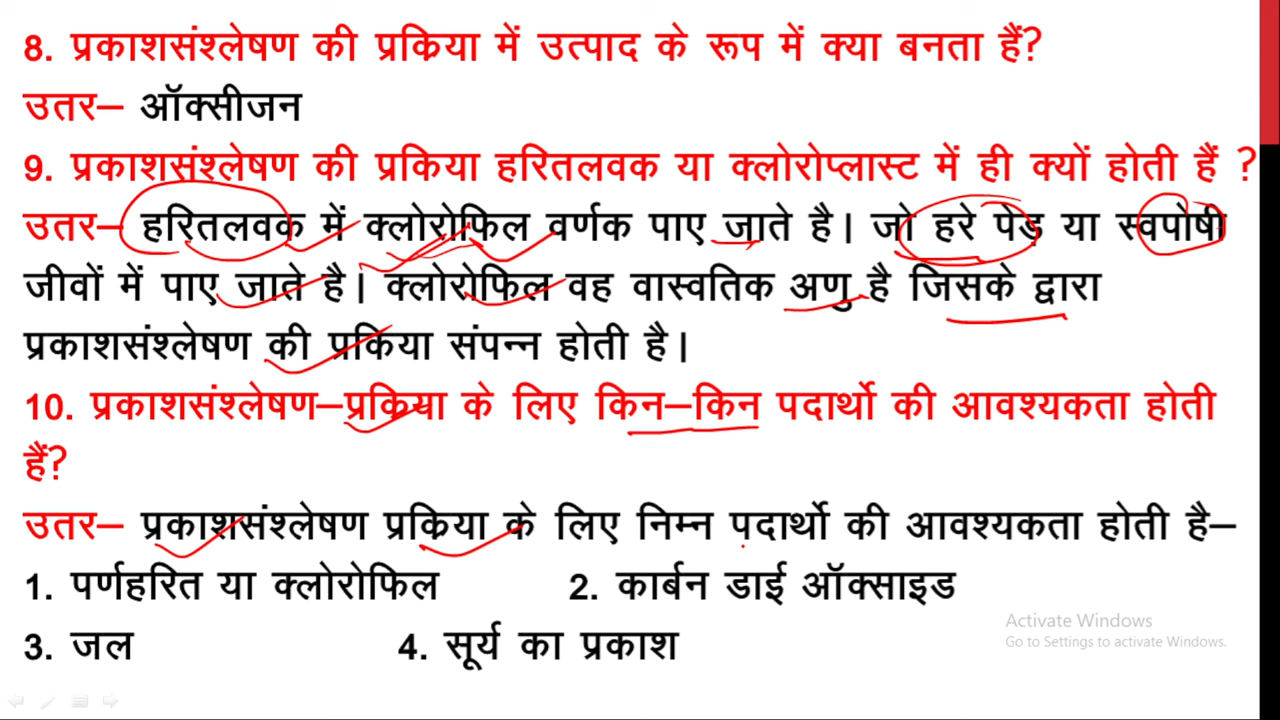 8. प्रकाशसंश्लेषण की प्रकिया में उत्पाद के रूप में क्या बनता हैं?
उतर– ऑक्सीजन
9. प्रकाशसंश्लेषण की प्रकिया हरितलवक या क्लोरोप्लास्ट में ही क्यों होती हैं ?
उतर– हरितलवक में क्लोरोफिल वर्णक पाए जाते है। जो हरे पेड़ या स्वपोषी
जीवों में पाए जाते है। क्लोरोफिल वह वास्वतिक अणु है जिसके द्वारा
प्रकाशसंश्लेषण की प्रकिया संपन्न होती है।
10. प्रकाशसंश्लेषण–प्रकिया के लिए किन–किन पदार्थो की आवश्यकता होती
हैं?
उतर– प्रकाशसंश्लेषण प्रकिया के लिए निम्न पदार्थो की आवश्यकता होती है–
1. पर्णहरित या क्लोरोफिल 2. कार्बन डाई ऑक्साइड
3. जल 4. सूर्य का प्रकाश
Activate Windows
Go to Settings to activate Windows.